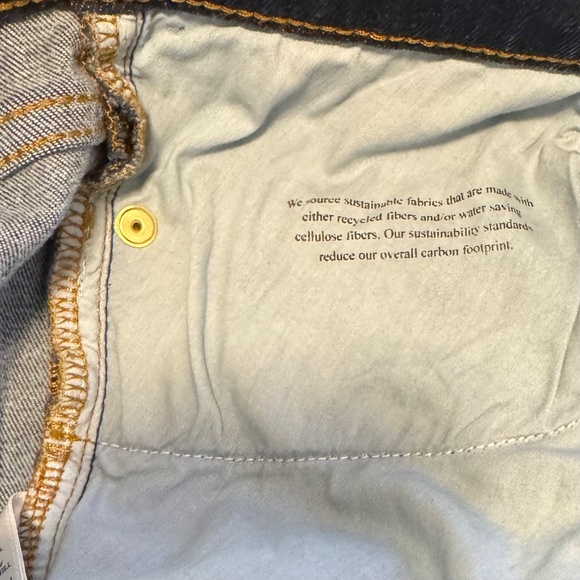 We source sustainable fabrics that are made with
either recycled fibers and/or water saving
cellulose fibers. Our sustainability standards
reduce our overall carbon footprint.